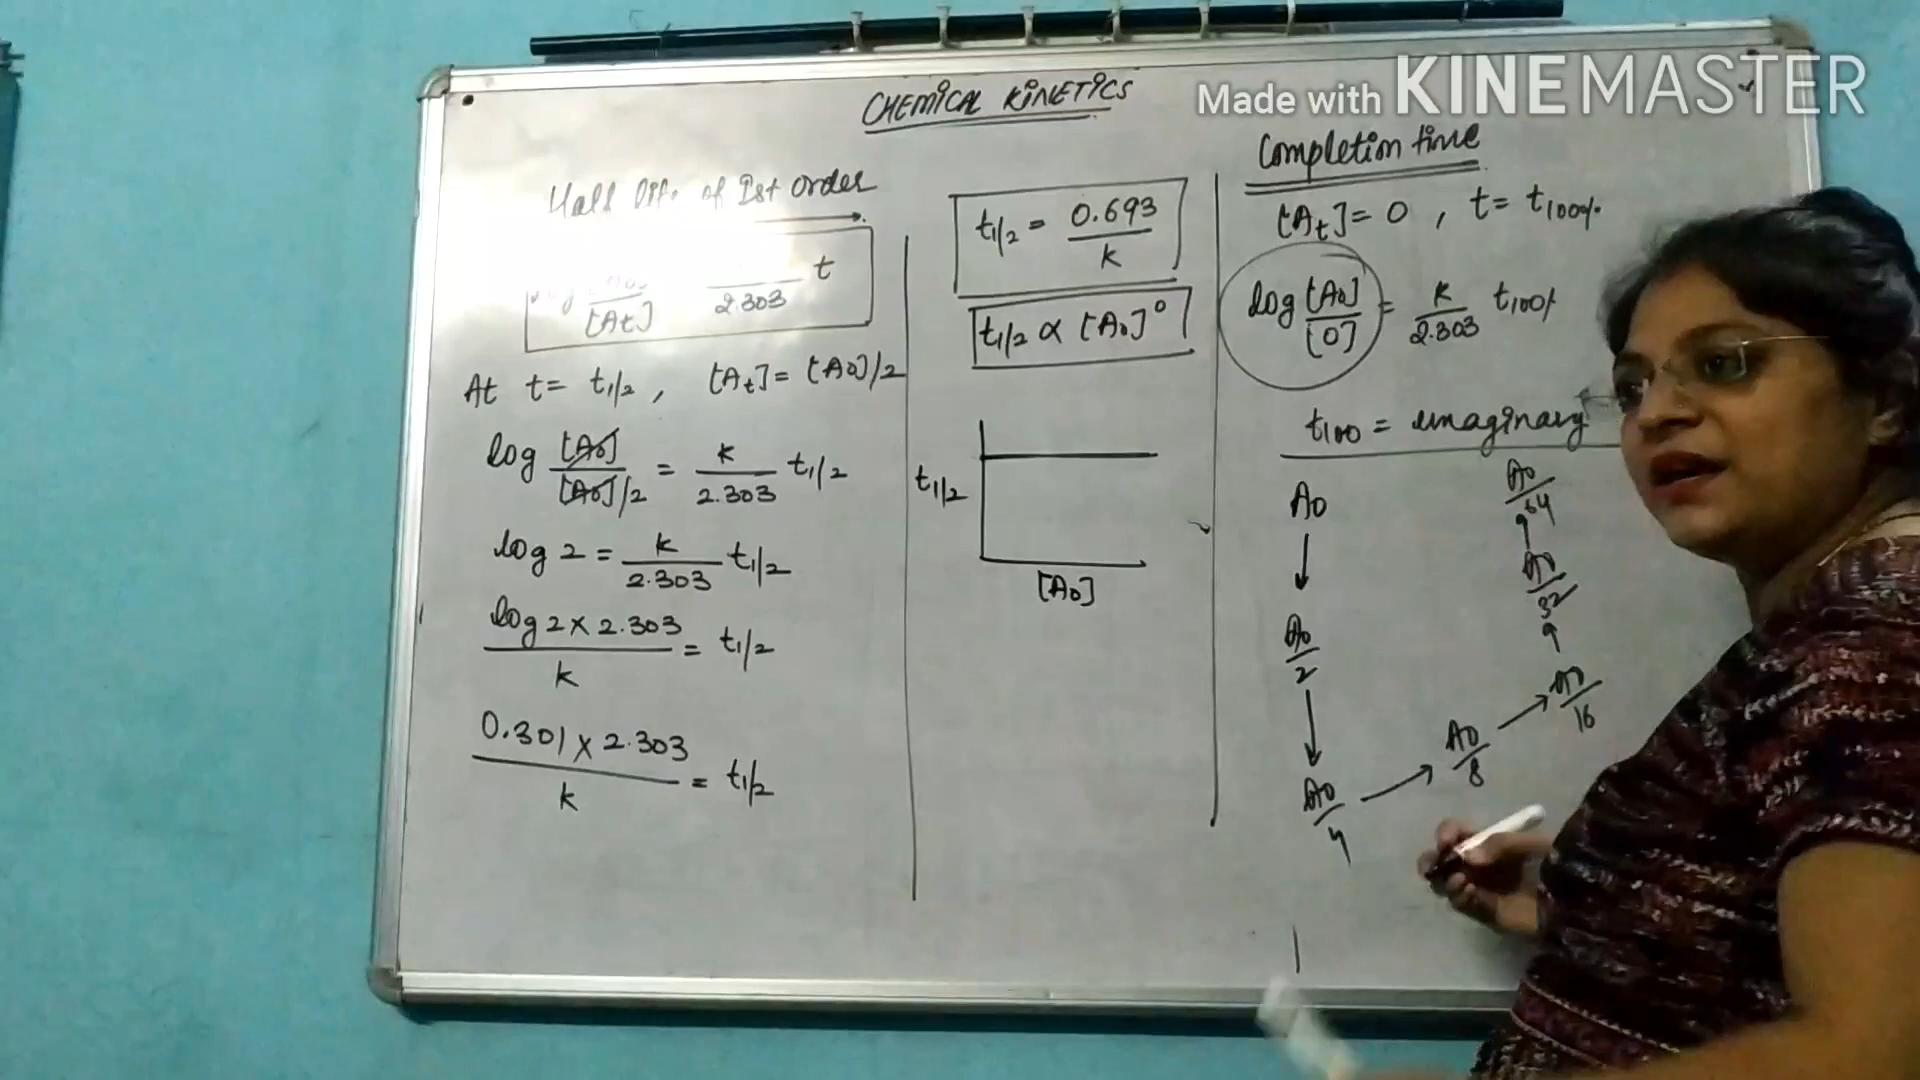 CHEMICAL KINETICS
Made with KINEMASTER
Half life of Ist order
[At] 2.303 t
At t= t1/2, [At] = [A0]/2
log [A0]/[A0]/2 = k/2.303 t1/2
log 2 = k/2.303 t1/2
log 2 x 2.303/k = t1/2
0.301 x 2.303/k = t1/2
t1/2 = 0.693/k
t1/2 ∝ [A0]°
t1/2
[A0]
Completion time
[At] = 0, t = t100%
log [A0]/[0] = k/2.303 t100%
t100 = imaginary
A0
A0/2
A0/4
A0/8
A0/16
A0/32
A0/64